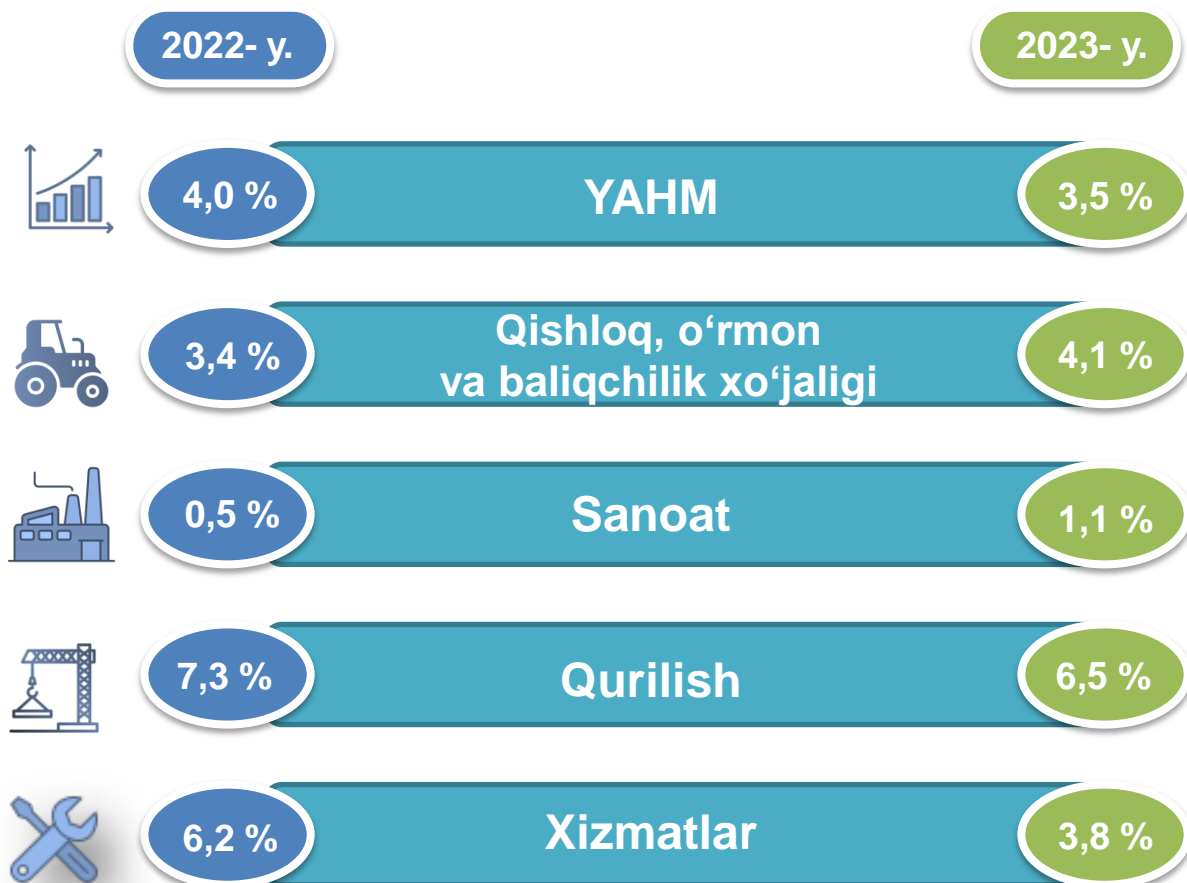 2022- y.
2023- y.
4,0 %
YAHM
3,5 %
3,4 %
Qishloq, o‘rmon
va baliqchilik xo‘jaligi
4,1 %
0,5 %
Sanoat
1,1 %
7,3 %
Qurilish
6,5 %
6,2 %
Xizmatlar
3,8 %